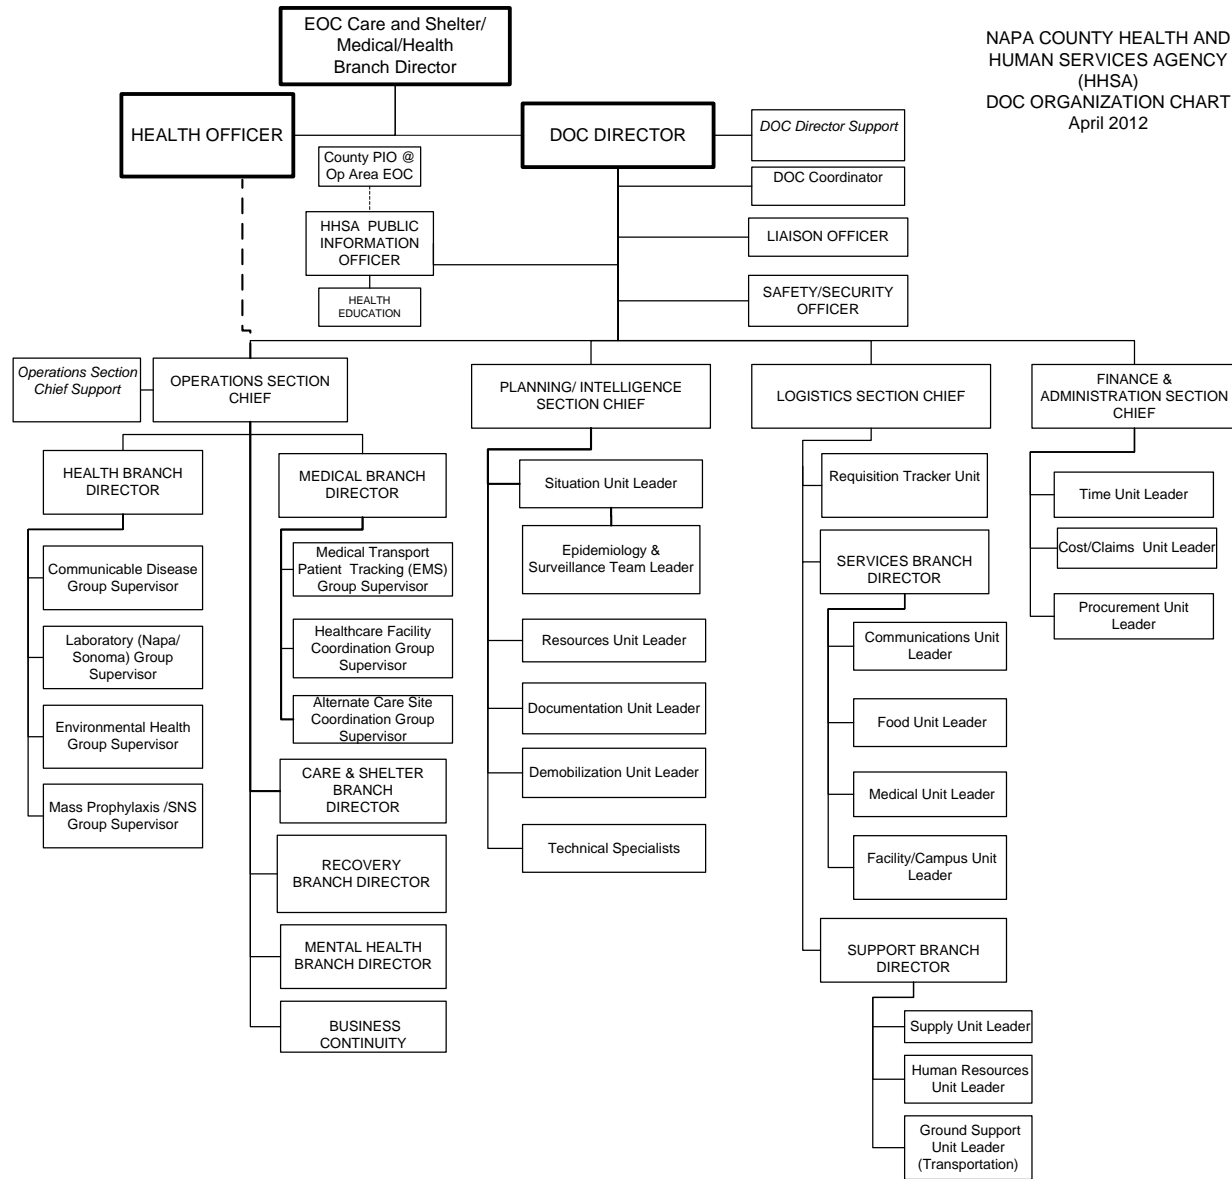 EOC Care and Shelter/
Medical/Health
Branch Director
NAPA COUNTY HEALTH AND
HUMAN SERVICES AGENCY
(HHSA)
DOC ORGANIZATION CHART
April 2012
HEALTH OFFICER
DOC DIRECTOR
DOC Director Support
County PIO @
Op Area EOC
DOC Coordinator
HHSA PUBLIC
INFORMATION
OFFICER
LIAISON OFFICER
HEALTH
EDUCATION
SAFETY/SECURITY
OFFICER
Operations Section
Chief Support
OPERATIONS SECTION
CHIEF
PLANNING/ INTELLIGENCE
SECTION CHIEF
LOGISTICS SECTION CHIEF
FINANCE &
ADMINISTRATION SECTION
CHIEF
HEALTH BRANCH
DIRECTOR
Communicable Disease
Group Supervisor
Laboratory (Napa/
Sonoma) Group
Supervisor
Environmental Health
Group Supervisor
Mass Prophylaxis /SNS
Group Supervisor
MEDICAL BRANCH
DIRECTOR
Medical Transport
Patient Tracking (EMS)
Group Supervisor
Healthcare Facility
Coordination Group
Supervisor
Alternate Care Site
Coordination Group
Supervisor
CARE & SHELTER
BRANCH
DIRECTOR
RECOVERY
BRANCH DIRECTOR
MENTAL HEALTH
BRANCH DIRECTOR
BUSINESS
CONTINUITY
Situation Unit Leader
Epidemiology &
Surveillance Team Leader
Resources Unit Leader
Documentation Unit Leader
Demobilization Unit Leader
Technical Specialists
Requisition Tracker Unit
SERVICES BRANCH
DIRECTOR
Communications Unit
Leader
Food Unit Leader
Medical Unit Leader
Facility/Campus Unit
Leader
SUPPORT BRANCH
DIRECTOR
Supply Unit Leader
Human Resources
Unit Leader
Ground Support
Unit Leader
(Transportation)
Time Unit Leader
Cost/Claims Unit Leader
Procurement Unit
Leader